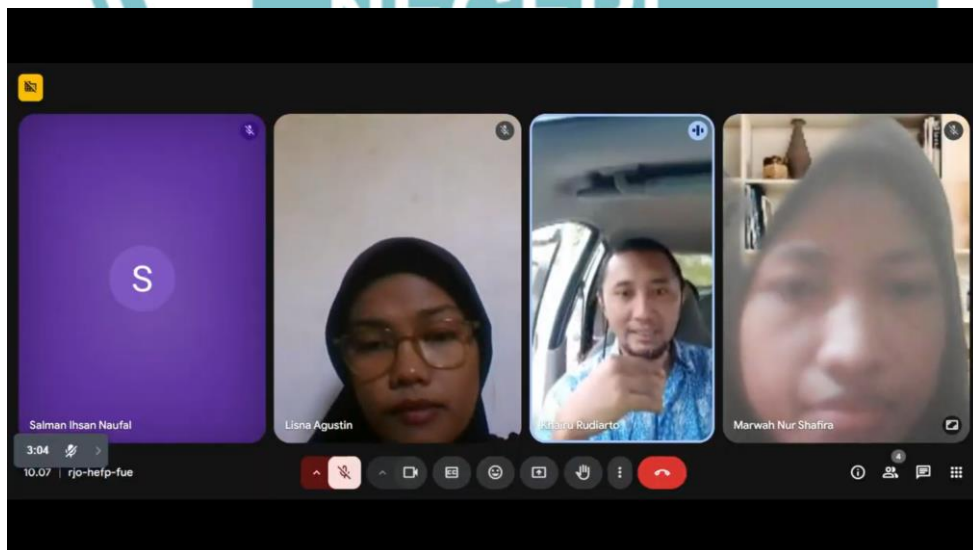 S
Salman Ihsan Naufal
Lisna Agustin
Khairu Rudiarto
Marwah Nur Shafira
3:04
10.07 | rjo-hefp-fue
4